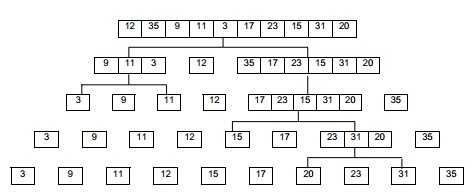 12 35 9 11 3 17 23 15 31 20
9 11 3 12 35 17 23 15 31 20
3 9 11 12 17 23 15 31 20 35
3 9 11 12 15 17 23 31 20 35
3 9 11 12 15 17 20 23 31 35